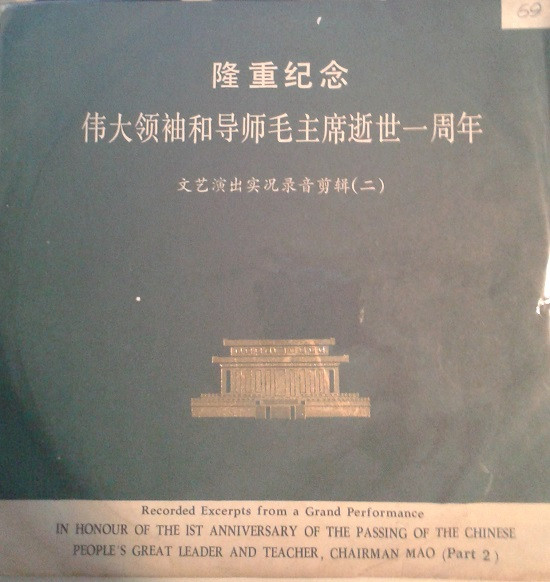 69
隆重纪念
伟大领袖和导师毛主席逝世一周年
文艺演出实况录音剪辑(二)
Recorded Excerpts from a Grand Performance
IN HONOUR OF THE 1ST ANNIVERSARY OF THE PASSING OF THE CHINESE
PEOPLE'S GREAT LEADER AND TEACHER, CHAIRMAN MAO (Part 2)